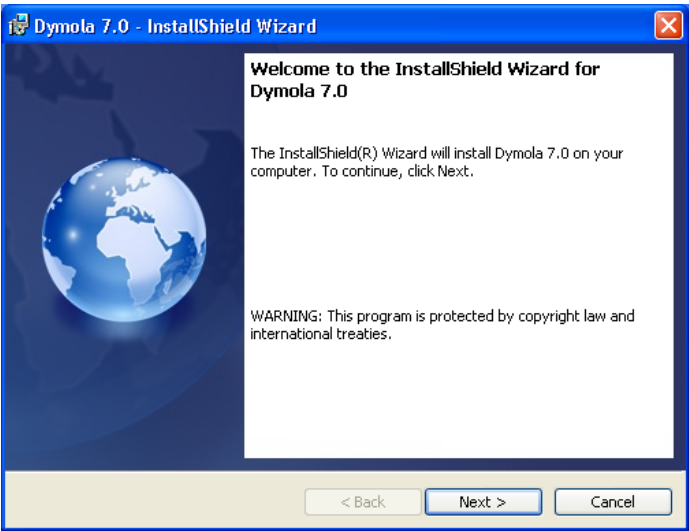 Dymola 7.0 - InstallShield Wizard
Welcome to the InstallShield Wizard for
Dymola 7.0
The InstallShield(R) Wizard will install Dymola 7.0 on your
computer. To continue, click Next.
WARNING: This program is protected by copyright law and
international treaties.
< Back
Next >
Cancel